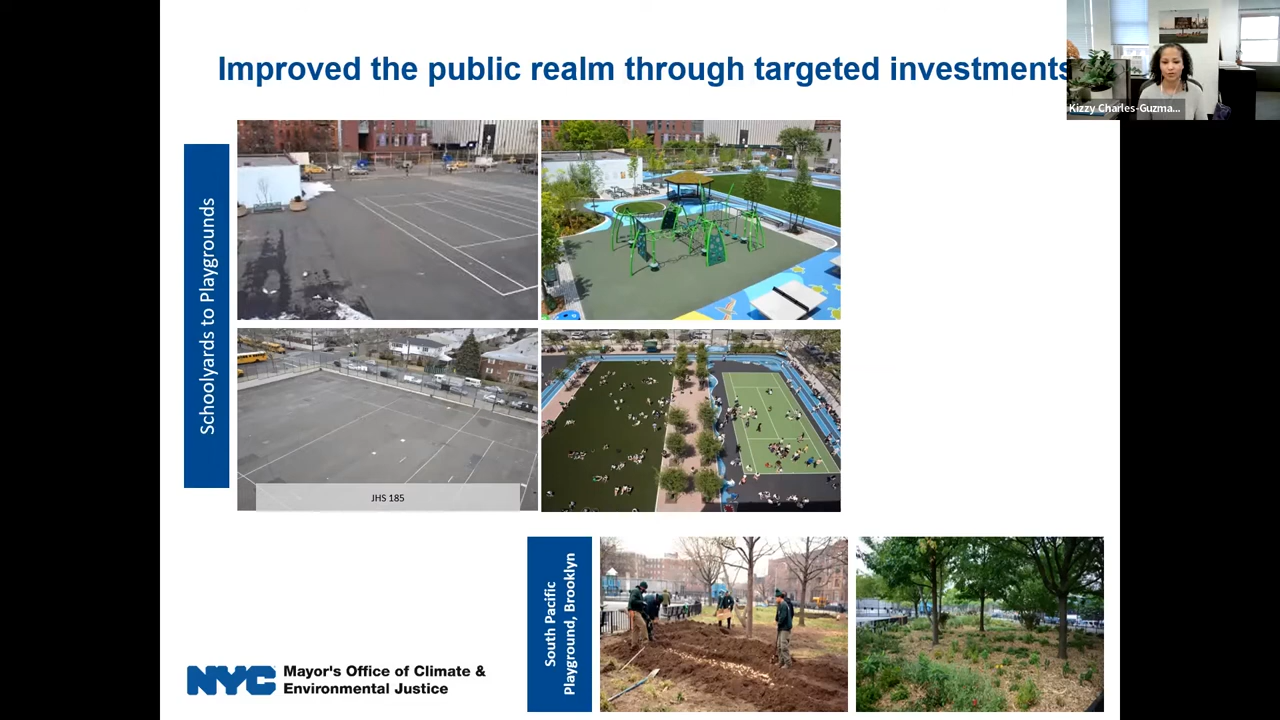 Improved the public realm through targeted investments
Kizzy Charles-Guzma...
Schoolyards to Playgrounds
JHS 185
South Pacific
Playground, Brooklyn
NYC
Mayor's Office of Climate &
Environmental Justice